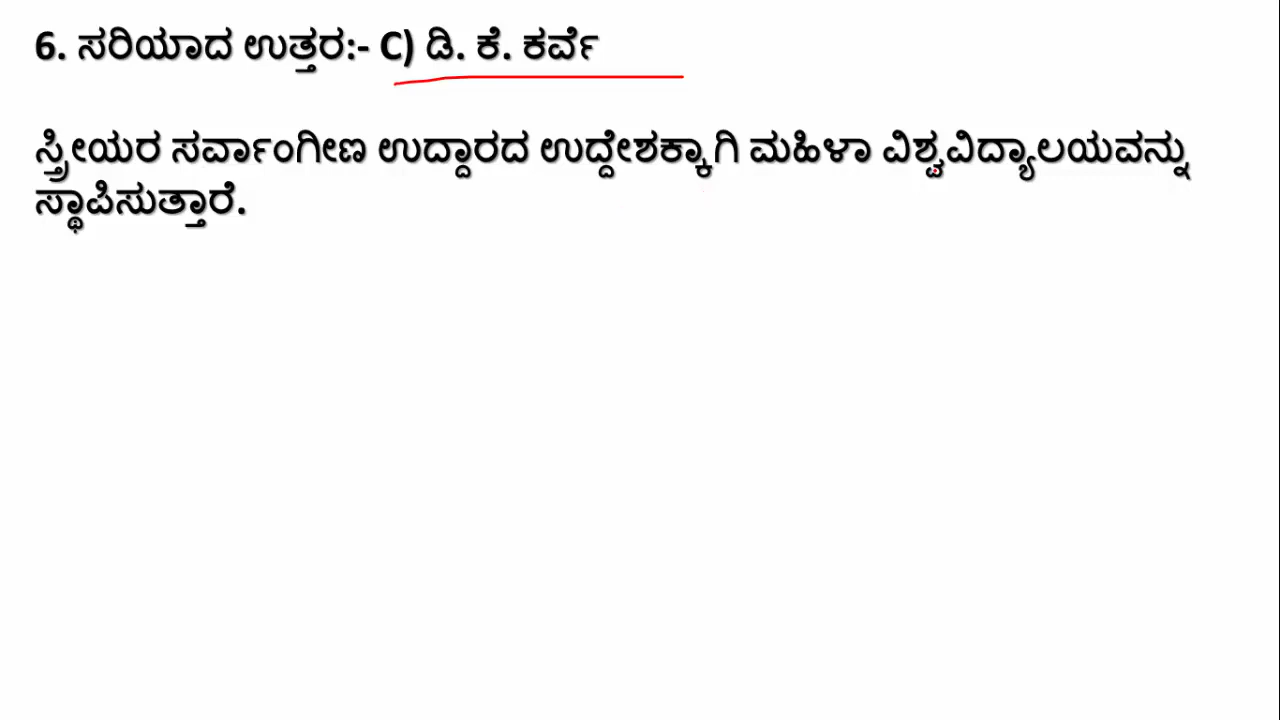 6. ಸರಿಯಾದ ಉತ್ತರ:- C) ಡಿ. ಕೆ. ಕರ್ವೆ
ಸ್ತ್ರೀಯರ ಸರ್ವಾಂಗೀಣ ಉದ್ದಾರದ ಉದ್ದೇಶಕ್ಕಾಗಿ ಮಹಿಳಾ ವಿಶ್ವವಿದ್ಯಾಲಯವನ್ನು
ಸ್ಥಾಪಿಸುತ್ತಾರೆ.